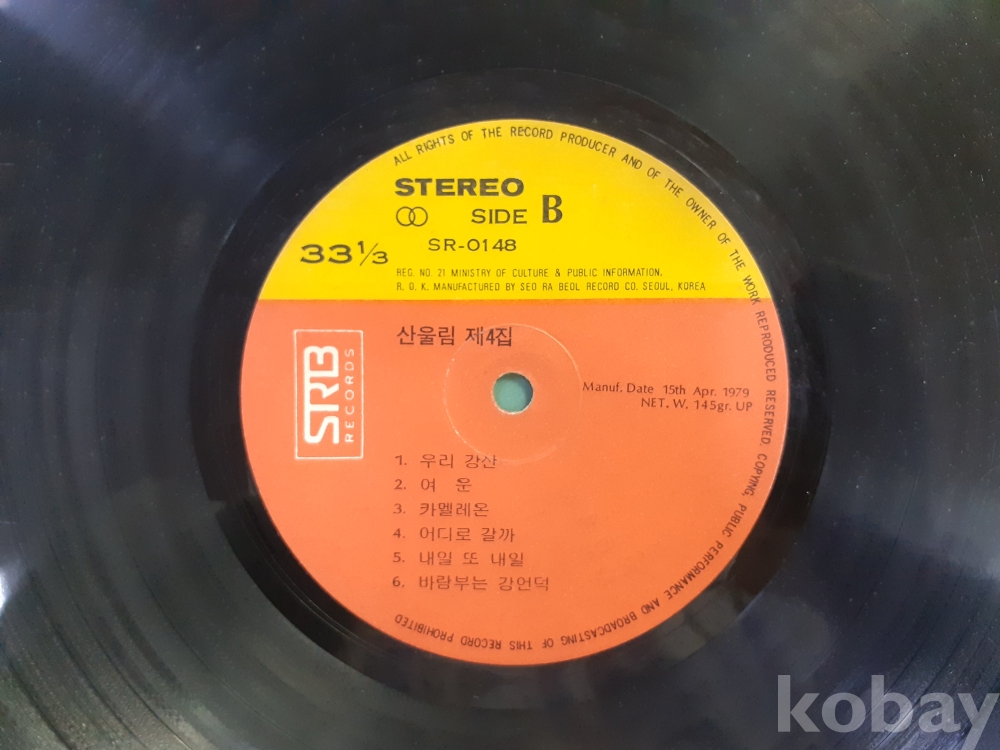 ALL RIGHTS OF THE RECORD PRODUCER AND OF THE OWNER OF THE WORK REPRODUCED RESERVED. COPYING, PUBLIC PERFORMANCE AND BROADCASTING OF THIS RECORD PROHIBITED
STEREO
SIDE B
33 1/3
SR-0148
REG. NO. 21 MINISTRY OF CULTURE & PUBLIC INFORMATION.
R. O. K. MANUFACTURED BY SEO RA BEOL RECORD CO. SEOUL, KOREA
산울림 제4집
SRB
RECORDS
Manuf. Date 15th Apr. 1979
NET. W. 145gr. UP
1. 우리 강산
2. 여 운
3. 카멜레온
4. 어디로 갈까
5. 내일 또 내일
6. 바람부는 강언덕
kobay